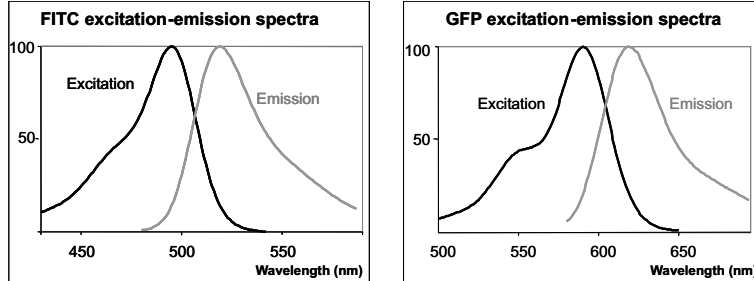 FITC excitation-emission spectra
100
Excitation
Emission
50
450 500 550
Wavelength (nm)
GFP excitation-emission spectra
100
Excitation
Emission
50
500 550 600 650
Wavelength (nm)